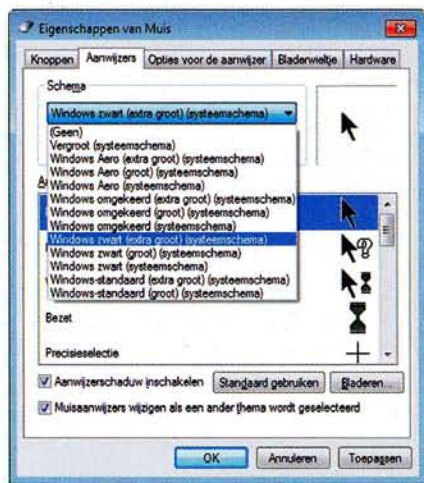 Eigenschappen van Muis
Knoppen Aanwijzers Opties voor de aanwijzer Bladerwieltje Hardware
Schema
Windows zwart (extra groot) (systeemschema)
(Geen)
Vergroot (systeemschema)
Windows Aero (extra groot) (systeemschema)
Windows Aero (groot) (systeemschema)
Windows Aero (systeemschema)
Windows omgekeerd (extra groot) (systeemschema)
Windows omgekeerd (groot) (systeemschema)
Windows omgekeerd (systeemschema)
Windows zwart (extra groot) (systeemschema)
Windows zwart (groot) (systeemschema)
Windows zwart (systeemschema)
Windows-standaard (extra groot) (systeemschema)
Windows-standaard (groot) (systeemschema)
Bezet
Precisieselectie
Aanwijzerschaduw inschakelen Standaard gebruiken Bladeren...
Muisaanwijzers wijzigen als een ander thema wordt geselecteerd
OK Annuleren Toepassen